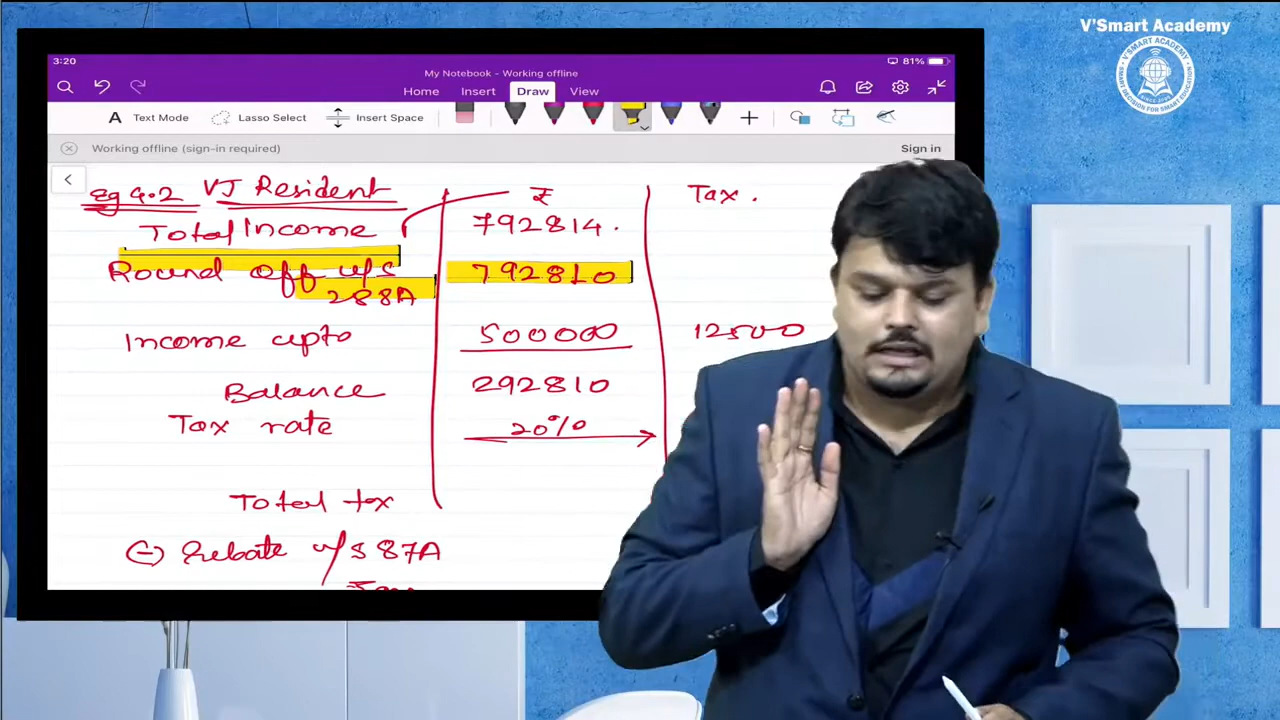 V'Smart Academy
3:20
81%
My Notebook - Working offline
Home Insert Draw View
Text Mode Lasso Select Insert Space
Working offline (sign-in required) Sign in
Eg 4.2 VJ Resident ₹ Tax.
Total Income 792814.
Round off u/s 288A 792810
Income upto 500000 12500
Balance 292810
Tax rate 20%
Total tax
(-) Rebate u/s 87A